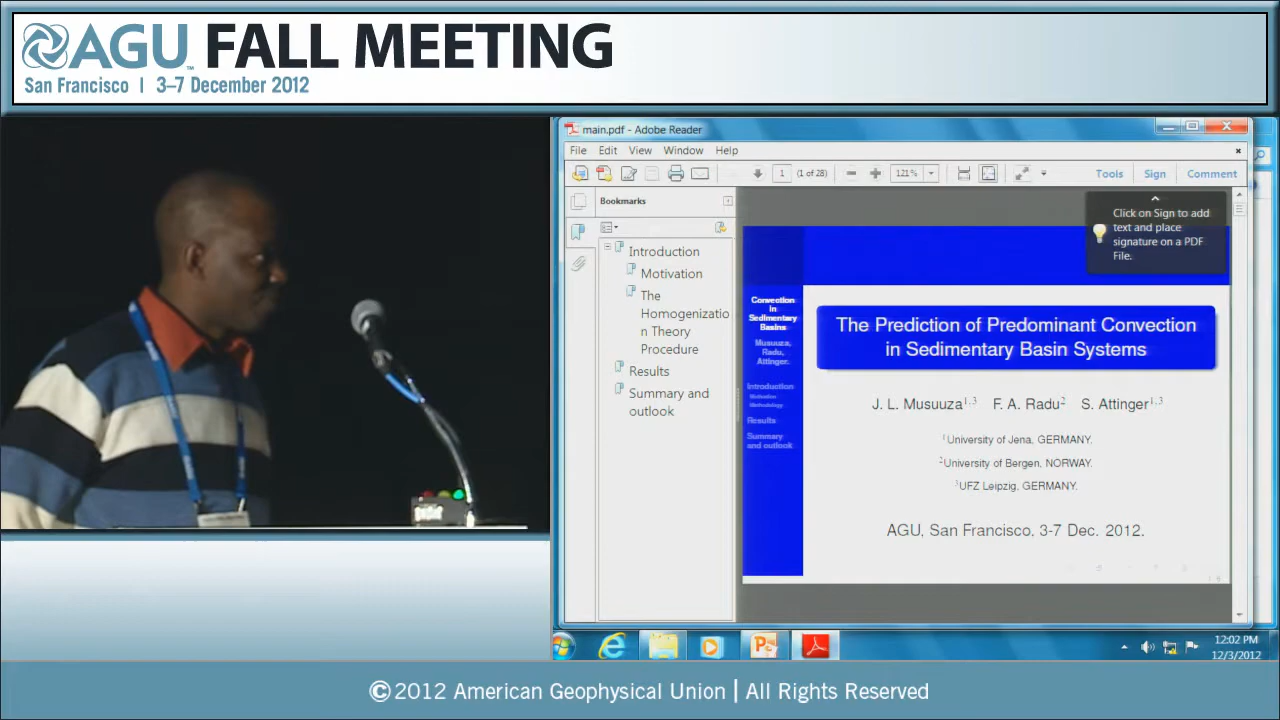 AGU™ FALL MEETING
San Francisco | 3–7 December 2012
main.pdf - Adobe Reader
File Edit View Window Help
1 (1 of 28) 121% Tools Sign Comment
Bookmarks
Introduction
Motivation
The
Homogenizatio
n Theory
Procedure
Results
Summary and
outlook
Click on Sign to add
text and place
signature on a PDF
File.
Convection
in
Sedimentary
Basins
Musuuza,
Radu,
Attinger.
Introduction
Motivation
Methodology
Results
Summary
and outlook
The Prediction of Predominant Convection
in Sedimentary Basin Systems
J. L. Musuuza1,3 F. A. Radu2 S. Attinger1,3
1University of Jena, GERMANY.
2University of Bergen, NORWAY.
3UFZ Leipzig, GERMANY.
AGU, San Francisco. 3-7 Dec. 2012.
12:02 PM
12/3/2012
©2012 American Geophysical Union | All Rights Reserved